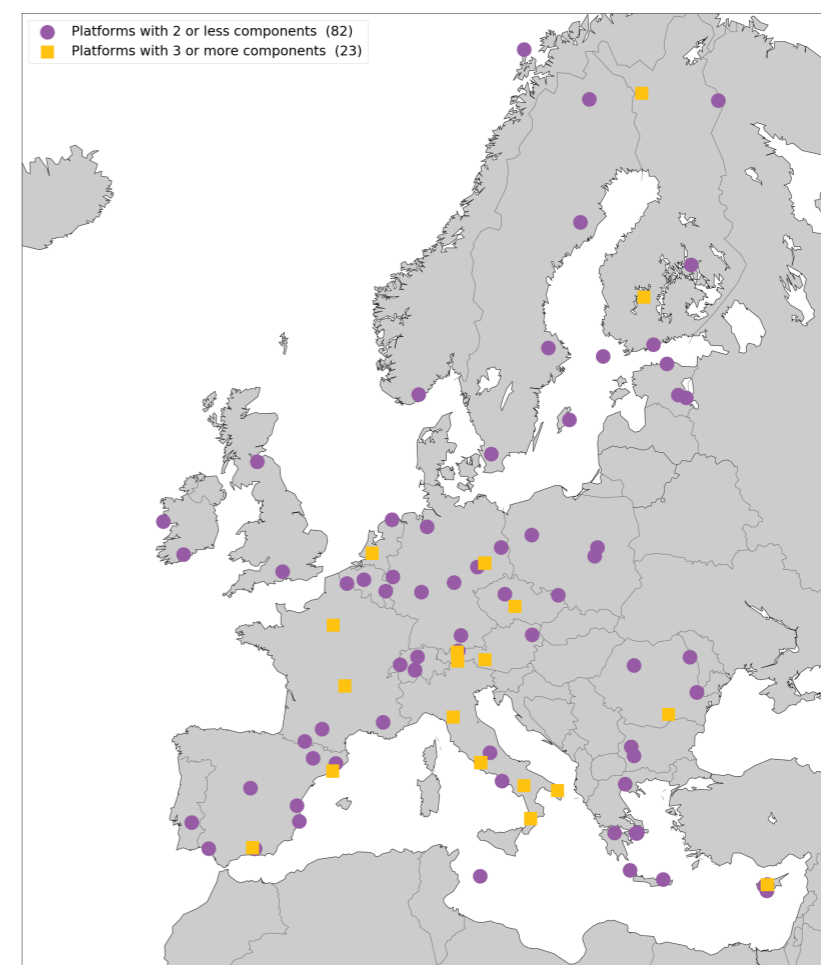 Platforms with 2 or less components  (82)
Platforms with 3 or more components  (23)